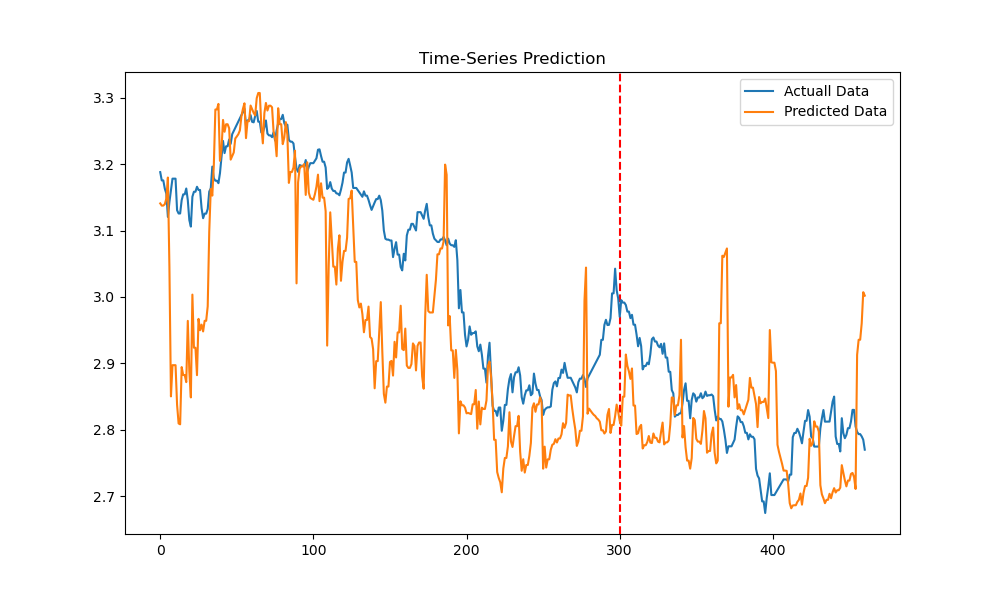 Time-Series Prediction
Actuall Data
Predicted Data
3.3
3.2
3.1
3.0
2.9
2.8
2.7
0 100 200 300 400